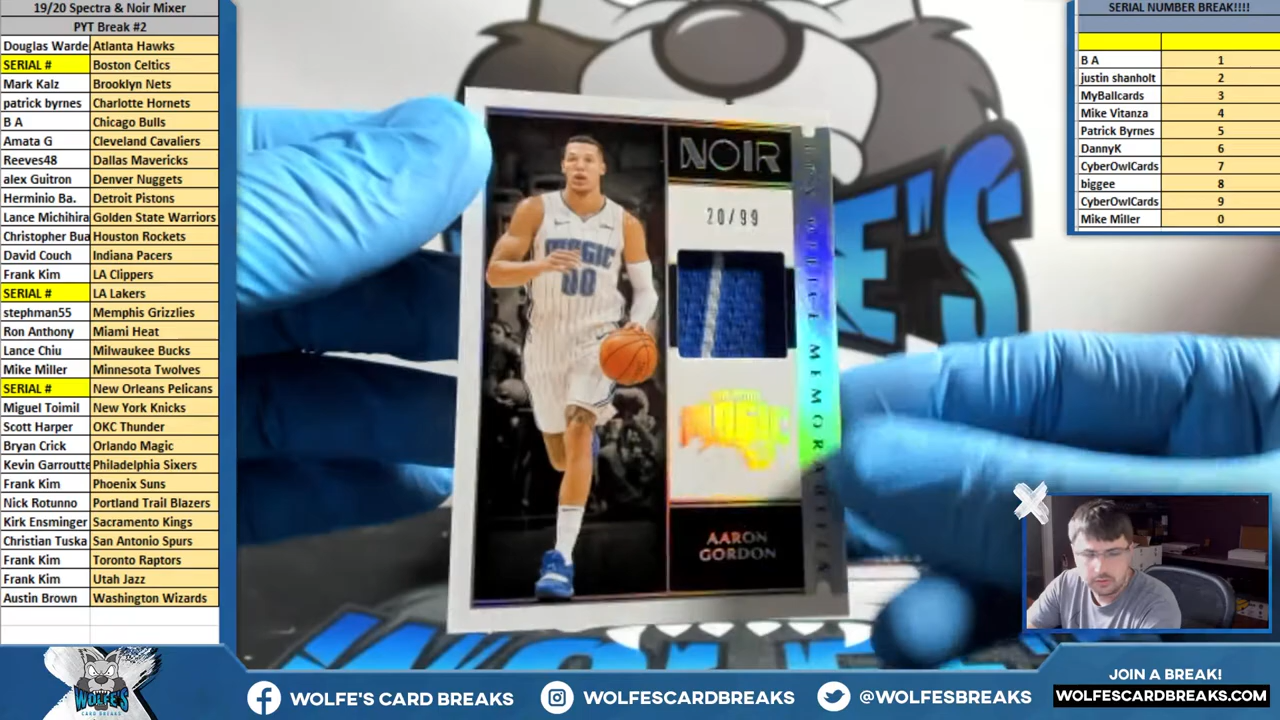 19/20 Spectra & Noir Mixer
PYT Break #2
Douglas Warde Atlanta Hawks
SERIAL # Boston Celtics
Mark Kalz Brooklyn Nets
patrick byrnes Charlotte Hornets
B A Chicago Bulls
Amata G Cleveland Cavaliers
Reeves48 Dallas Mavericks
alex Guitron Denver Nuggets
Herminio Ba. Detroit Pistons
Lance Michihira Golden State Warriors
Christopher Bua Houston Rockets
David Couch Indiana Pacers
Frank Kim LA Clippers
SERIAL # LA Lakers
stephman55 Memphis Grizzlies
Ron Anthony Miami Heat
Lance Chiu Milwaukee Bucks
Mike Miller Minnesota Twolves
SERIAL # New Orleans Pelicans
Miguel Toimil New York Knicks
Scott Harper OKC Thunder
Bryan Crick Orlando Magic
Kevin Garroutte Philadelphia Sixers
Frank Kim Phoenix Suns
Nick Rotunno Portland Trail Blazers
Kirk Ensminger Sacramento Kings
Christian Tuska San Antonio Spurs
Frank Kim Toronto Raptors
Frank Kim Utah Jazz
Austin Brown Washington Wizards
NOIR
20/99
MAGIC
00
MAGIC
MEMORABILIA
AARON
GORDON
SERIAL NUMBER BREAK!!!!
B A 1
justin shanholt 2
MyBallcards 3
Mike Vitanza 4
Patrick Byrnes 5
DannyK 6
CyberOwlCards 7
biggee 8
CyberOwlCards 9
Mike Miller 0
WOLFE'S
CARD BREAKS
WOLFE'S CARD BREAKS
WOLFESCARDBREAKS
@WOLFESBREAKS
JOIN A BREAK!
WOLFESCARDBREAKS.COM